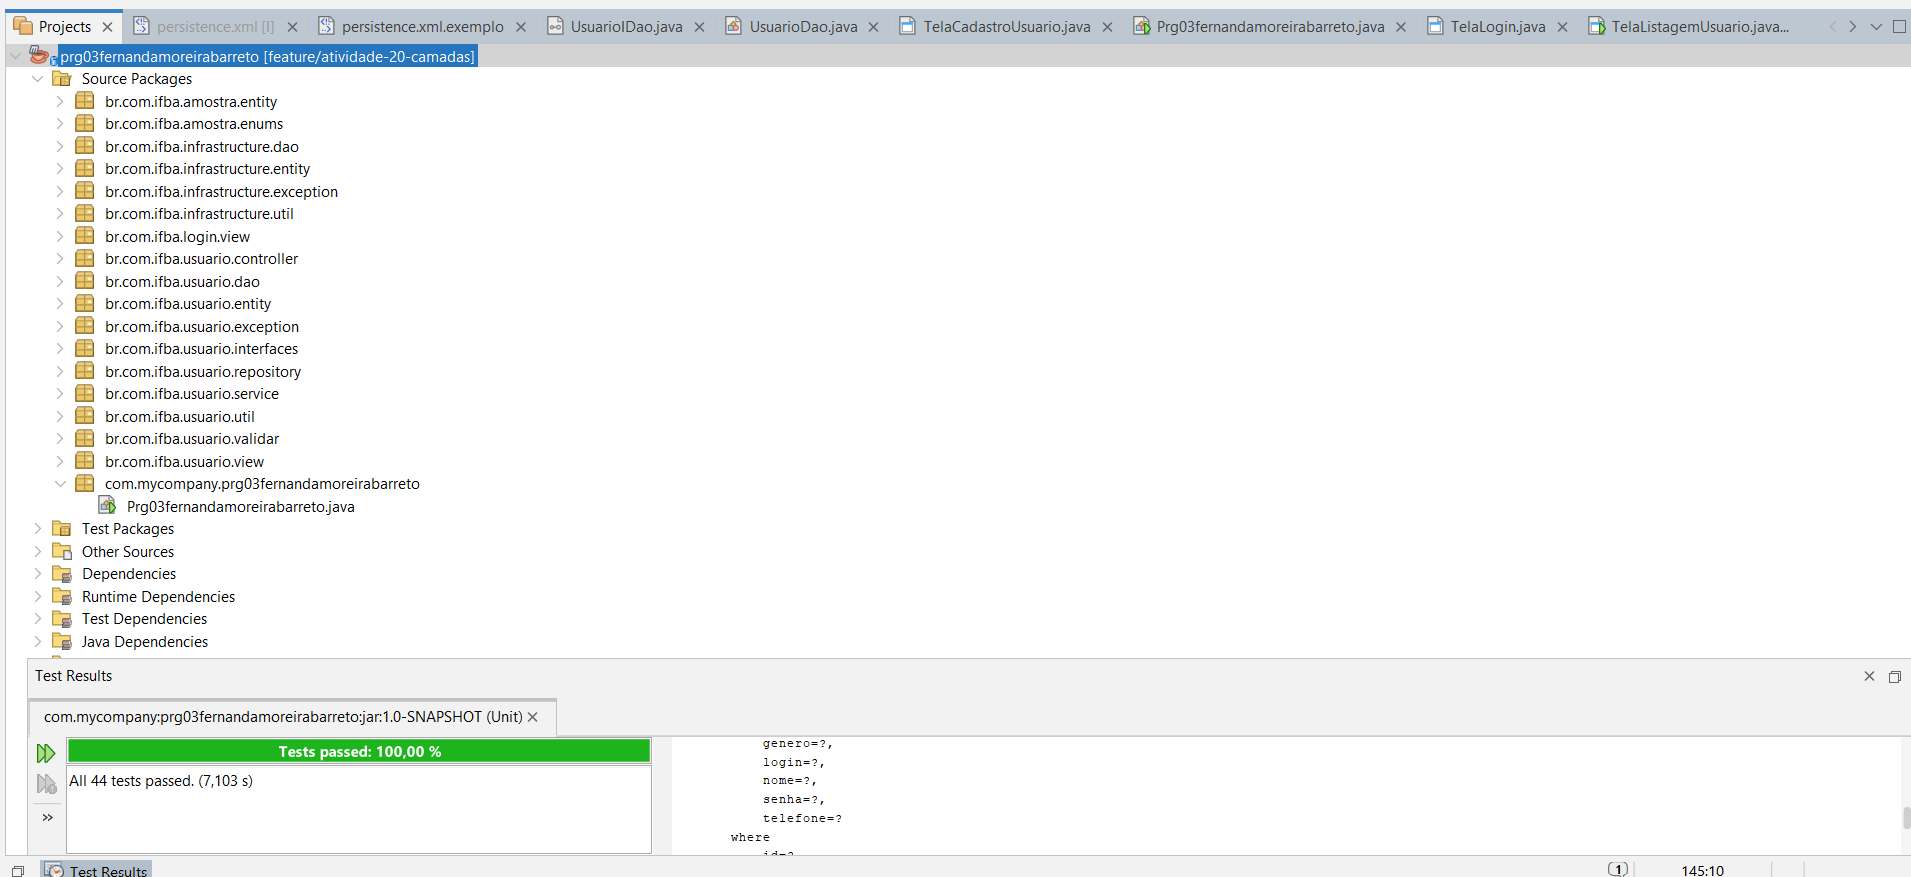 Projects
persistence.xml [I]
persistence.xml.exemplo
UsuarioIDao.java
UsuarioDao.java
TelaCadastroUsuario.java
Prg03fernandamoreirabarreto.java
TelaLogin.java
TelaListagemUsuario.java...
prg03fernandamoreirabarreto [feature/atividade-20-camadas]
Source Packages
br.com.ifba.amostra.entity
br.com.ifba.amostra.enums
br.com.ifba.infrastructure.dao
br.com.ifba.infrastructure.entity
br.com.ifba.infrastructure.exception
br.com.ifba.infrastructure.util
br.com.ifba.login.view
br.com.ifba.usuario.controller
br.com.ifba.usuario.dao
br.com.ifba.usuario.entity
br.com.ifba.usuario.exception
br.com.ifba.usuario.interfaces
br.com.ifba.usuario.repository
br.com.ifba.usuario.service
br.com.ifba.usuario.util
br.com.ifba.usuario.validar
br.com.ifba.usuario.view
com.mycompany.prg03fernandamoreirabarreto
Prg03fernandamoreirabarreto.java
Test Packages
Other Sources
Dependencies
Runtime Dependencies
Test Dependencies
Java Dependencies
Test Results
com.mycompany:prg03fernandamoreirabarreto:jar:1.0-SNAPSHOT (Unit)
Tests passed: 100,00 %
All 44 tests passed. (7,103 s)
genero=?,
login=?,
nome=?,
senha=?,
telefone=?
where
id=?
Test Results
1
145:10